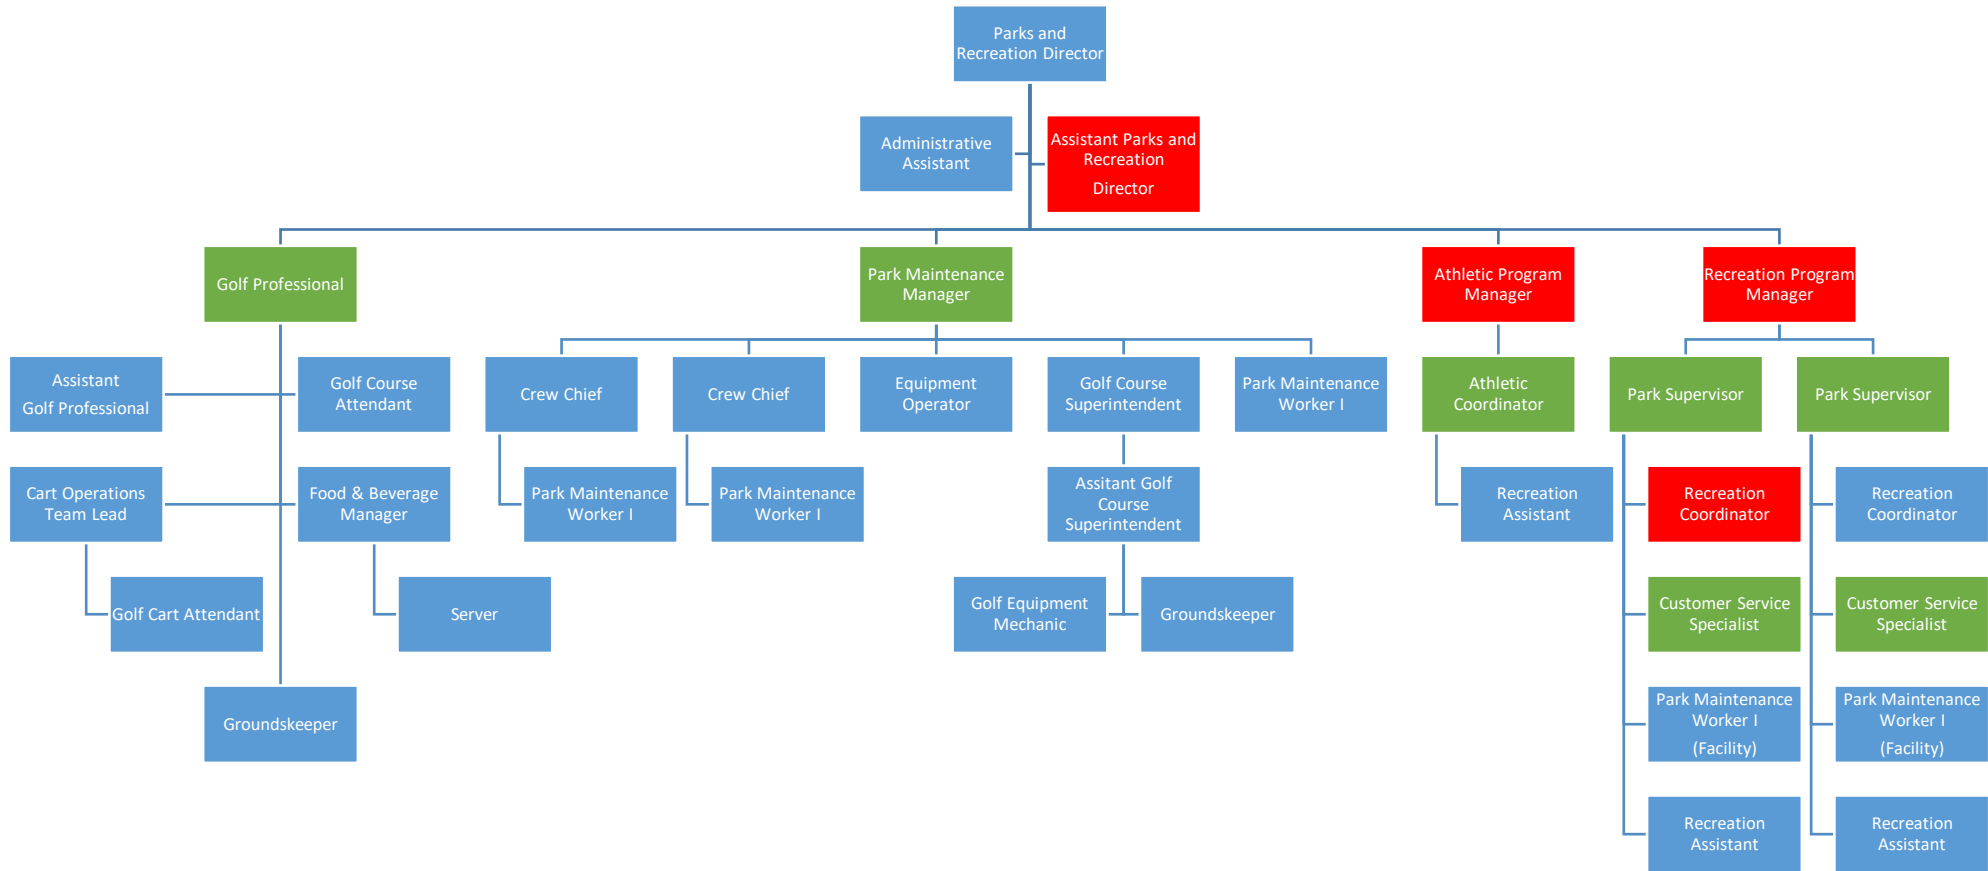 Parks and
Recreation Director
Administrative
Assistant
Assistant Parks and
Recreation
Director
Golf Professional
Park Maintenance
Manager
Athletic Program
Manager
Recreation Program
Manager
Assistant
Golf Professional
Golf Course
Attendant
Crew Chief
Crew Chief
Equipment
Operator
Golf Course
Superintendent
Park Maintenance
Worker I
Athletic
Coordinator
Park Supervisor
Park Supervisor
Cart Operations
Team Lead
Food & Beverage
Manager
Park Maintenance
Worker I
Park Maintenance
Worker I
Assitant Golf
Course
Superintendent
Recreation
Assistant
Recreation
Coordinator
Recreation
Coordinator
Golf Cart Attendant
Server
Golf Equipment
Mechanic
Groundskeeper
Customer Service
Specialist
Customer Service
Specialist
Groundskeeper
Park Maintenance
Worker I
(Facility)
Park Maintenance
Worker I
(Facility)
Recreation
Assistant
Recreation
Assistant